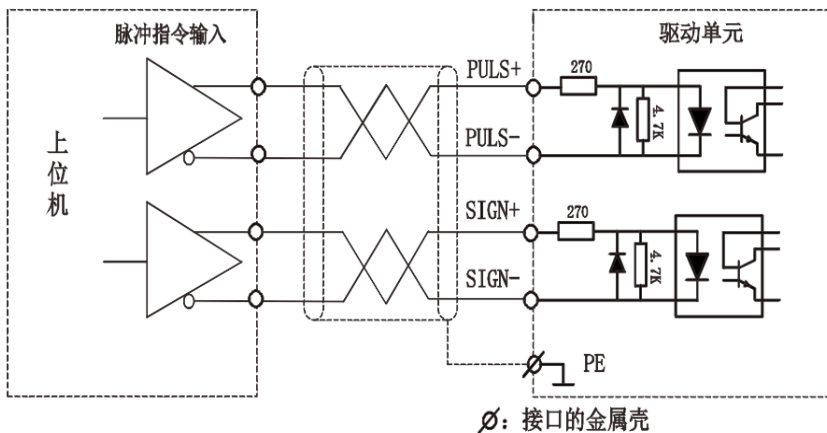 脉冲指令输入
驱动单元
上位机
PULS+
270
4.7K
PULS-
SIGN+
270
4.7K
SIGN-
PE
：接口的金属壳